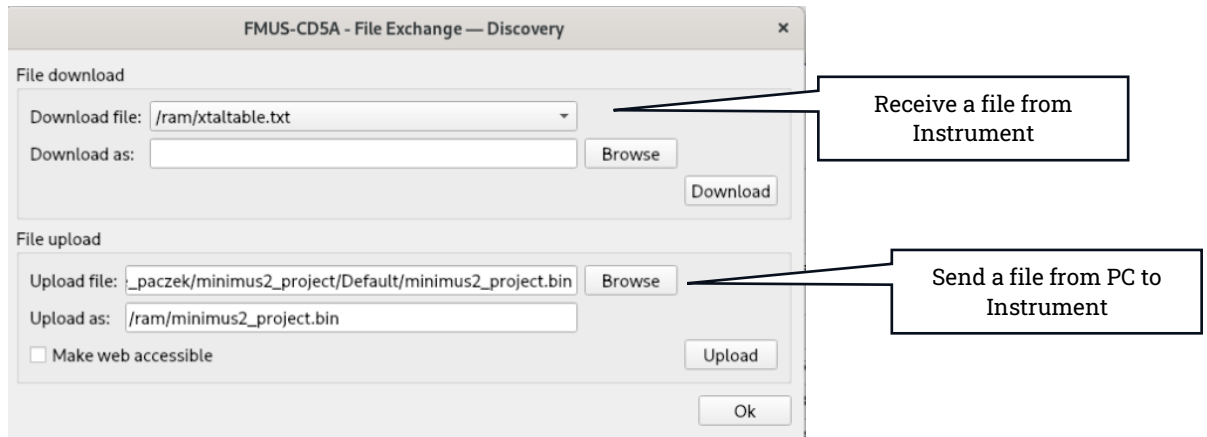 FMUS-CD5A - File Exchange — Discovery ×
File download
Download file: /ram/xtaltable.txt
Download as: Browse
Download
File upload
Upload file: :_paczek/minimus2_project/Default/minimus2_project.bin Browse
Upload as: /ram/minimus2_project.bin
Make web accessible Upload
Ok
Receive a file from
Instrument
Send a file from PC to
Instrument